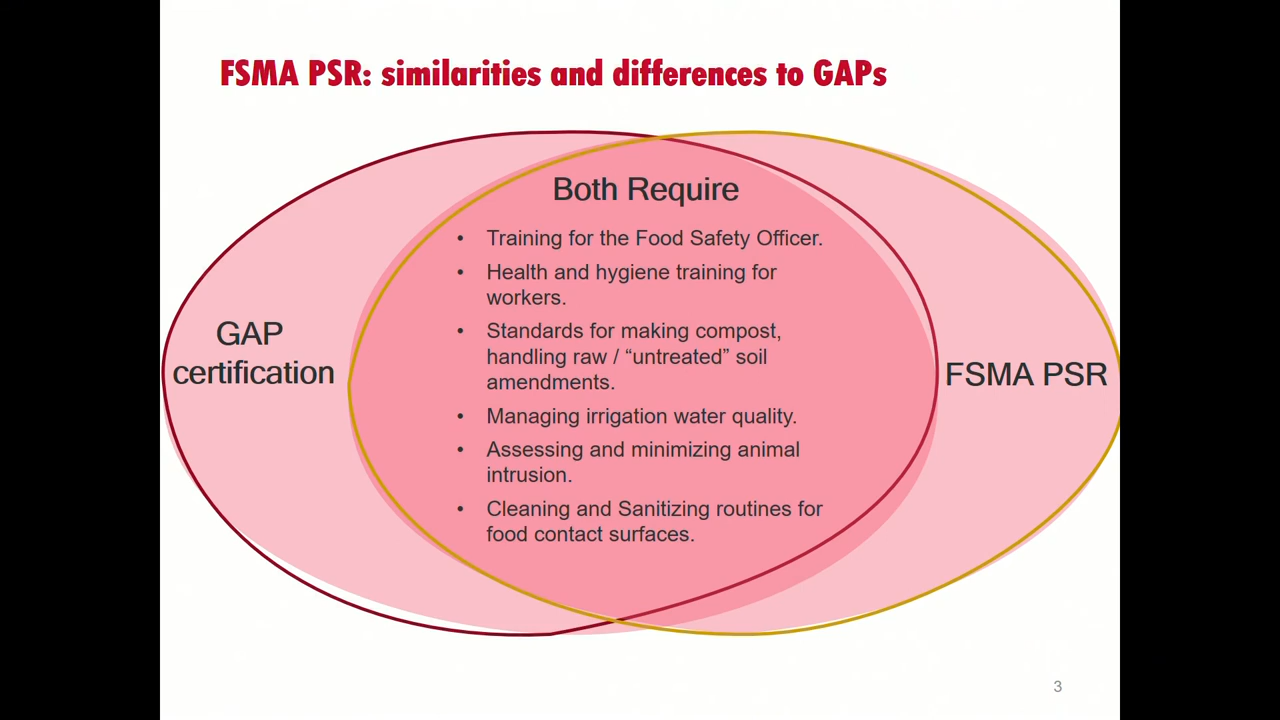 FSMA PSR: similarities and differences to GAPs
Both Require
• Training for the Food Safety Officer.
• Health and hygiene training for
workers.
• Standards for making compost,
handling raw / “untreated” soil
amendments.
• Managing irrigation water quality.
• Assessing and minimizing animal
intrusion.
• Cleaning and Sanitizing routines for
food contact surfaces.
GAP
certification
FSMA PSR
3